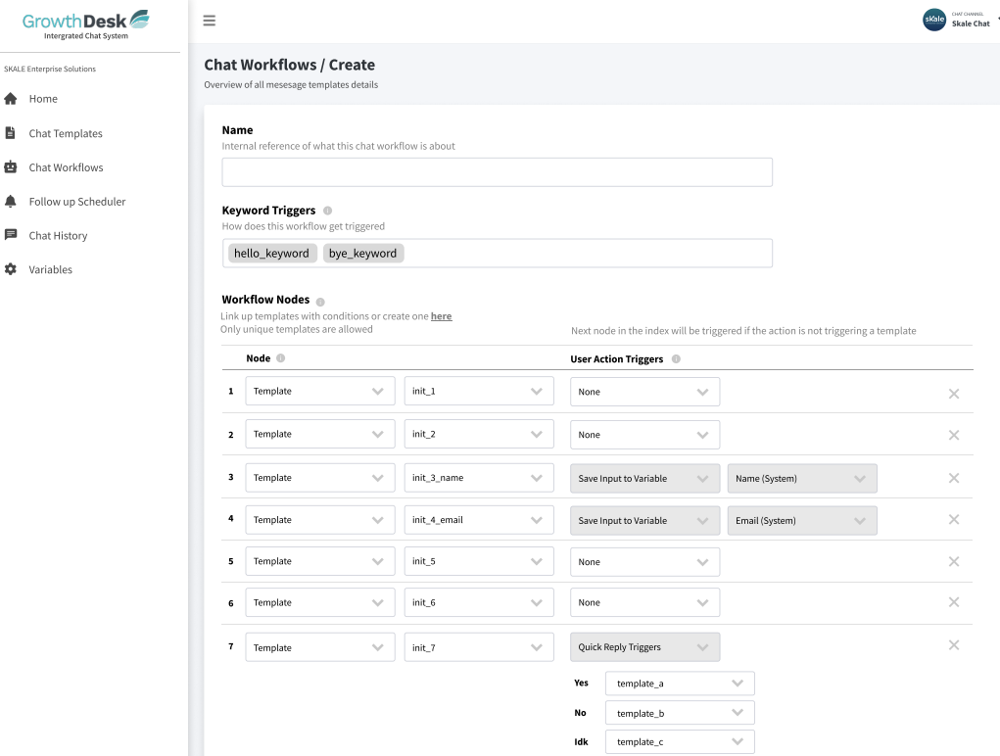 GrowthDesk
Intergrated Chat System
CHAT CHANNEL
skale
Skale Chat
SKALE Enterprise Solutions
Home
Chat Templates
Chat Workflows
Follow up Scheduler
Chat History
Variables
Chat Workflows / Create
Overview of all mesesage templates details
Name
Internal reference of what this chat workflow is about
Keyword Triggers
How does this workflow get triggered
hello_keyword bye_keyword
Workflow Nodes
Link up templates with conditions or create one here
Only unique templates are allowed
Next node in the index will be triggered if the action is not triggering a template
Node User Action Triggers
1 Template init_1 None
2 Template init_2 None
3 Template init_3_name Save Input to Variable Name (System)
4 Template init_4_email Save Input to Variable Email (System)
5 Template init_5 None
6 Template init_6 None
7 Template init_7 Quick Reply Triggers
Yes template_a
No template_b
Idk template_c